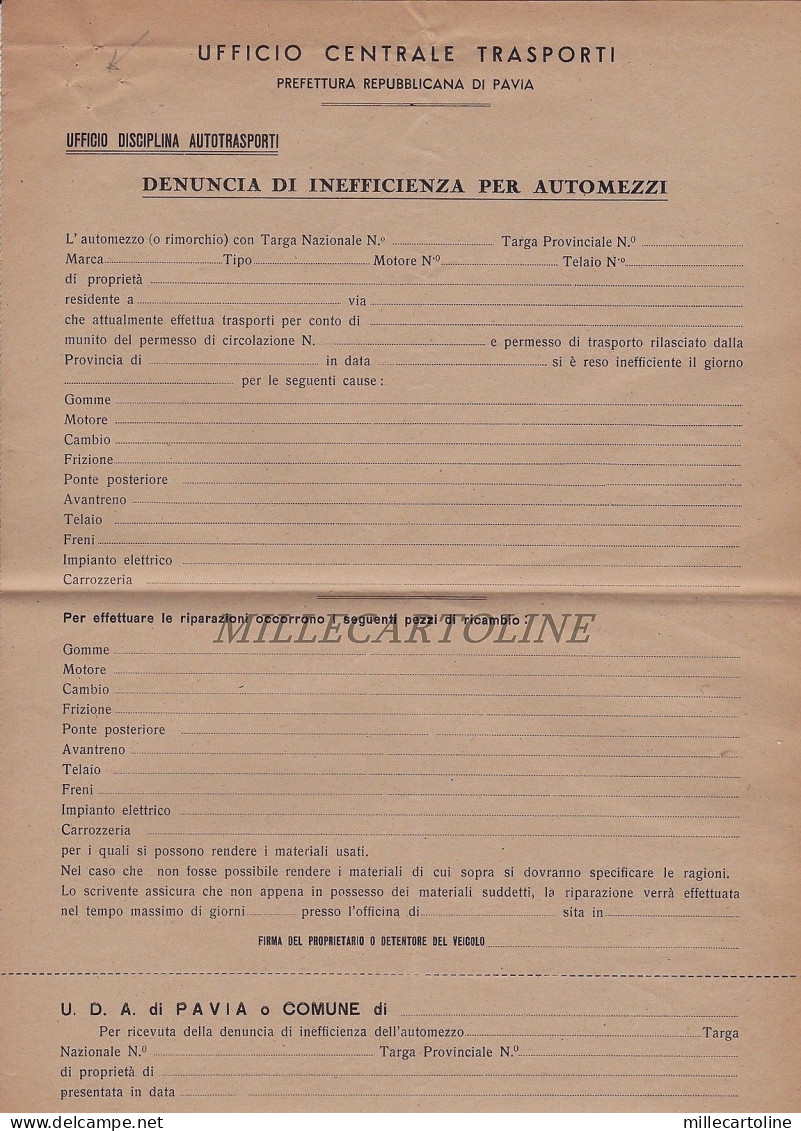 UFFICIO CENTRALE TRASPORTI
PREFETTURA REPUBBLICANA DI PAVIA
UFFICIO DISCIPLINA AUTOTRASPORTI
DENUNCIA DI INEFFICIENZA PER AUTOMEZZI
L'automezzo (o rimorchio) con Targa Nazionale N.º Targa Provinciale N.º
Marca Tipo Motore N.º Telaio N.º
di proprietà
residente a via
che attualmente effettua trasporti per conto di
munito del permesso di circolazione N. e permesso di trasporto rilasciato dalla
Provincia di in data si è reso inefficiente il giorno
per le seguenti cause:
Gomme
Motore
Cambio
Frizione
Ponte posteriore
Avantreno
Telaio
Freni
Impianto elettrico
Carrozzeria
Per effettuare le riparazioni occorrono i seguenti pezzi di ricambio:
MILLECARTOLINE
Gomme
Motore
Cambio
Frizione
Ponte posteriore
Avantreno
Telaio
Freni
Impianto elettrico
Carrozzeria
per i quali si possono rendere i materiali usati.
Nel caso che non fosse possibile rendere i materiali di cui sopra si dovranno specificare le ragioni.
Lo scrivente assicura che non appena in possesso dei materiali suddetti, la riparazione verrà effettuata
nel tempo massimo di giorni presso l'officina di sita in
FIRMA DEL PROPRIETARIO O DETENTORE DEL VEICOLO
U. D. A. di PAVIA o COMUNE di
Per ricevuta della denuncia di inefficienza dell'automezzo Targa
Nazionale N.º Targa Provinciale N.º
di proprietà di
presentata in data
delcampe.net
millecartoline